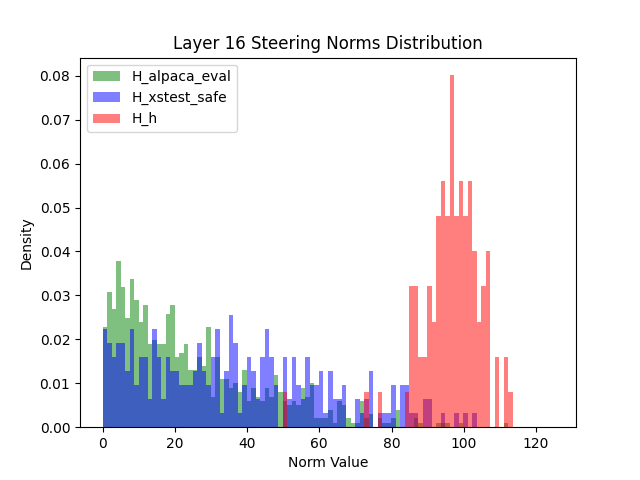 Layer 16 Steering Norms Distribution
H_alpaca_eval
H_xstest_safe
H_h
0.08
0.07
0.06
0.05
0.04
0.03
0.02
0.01
0.00
Density
0 20 40 60 80 100 120
Norm Value